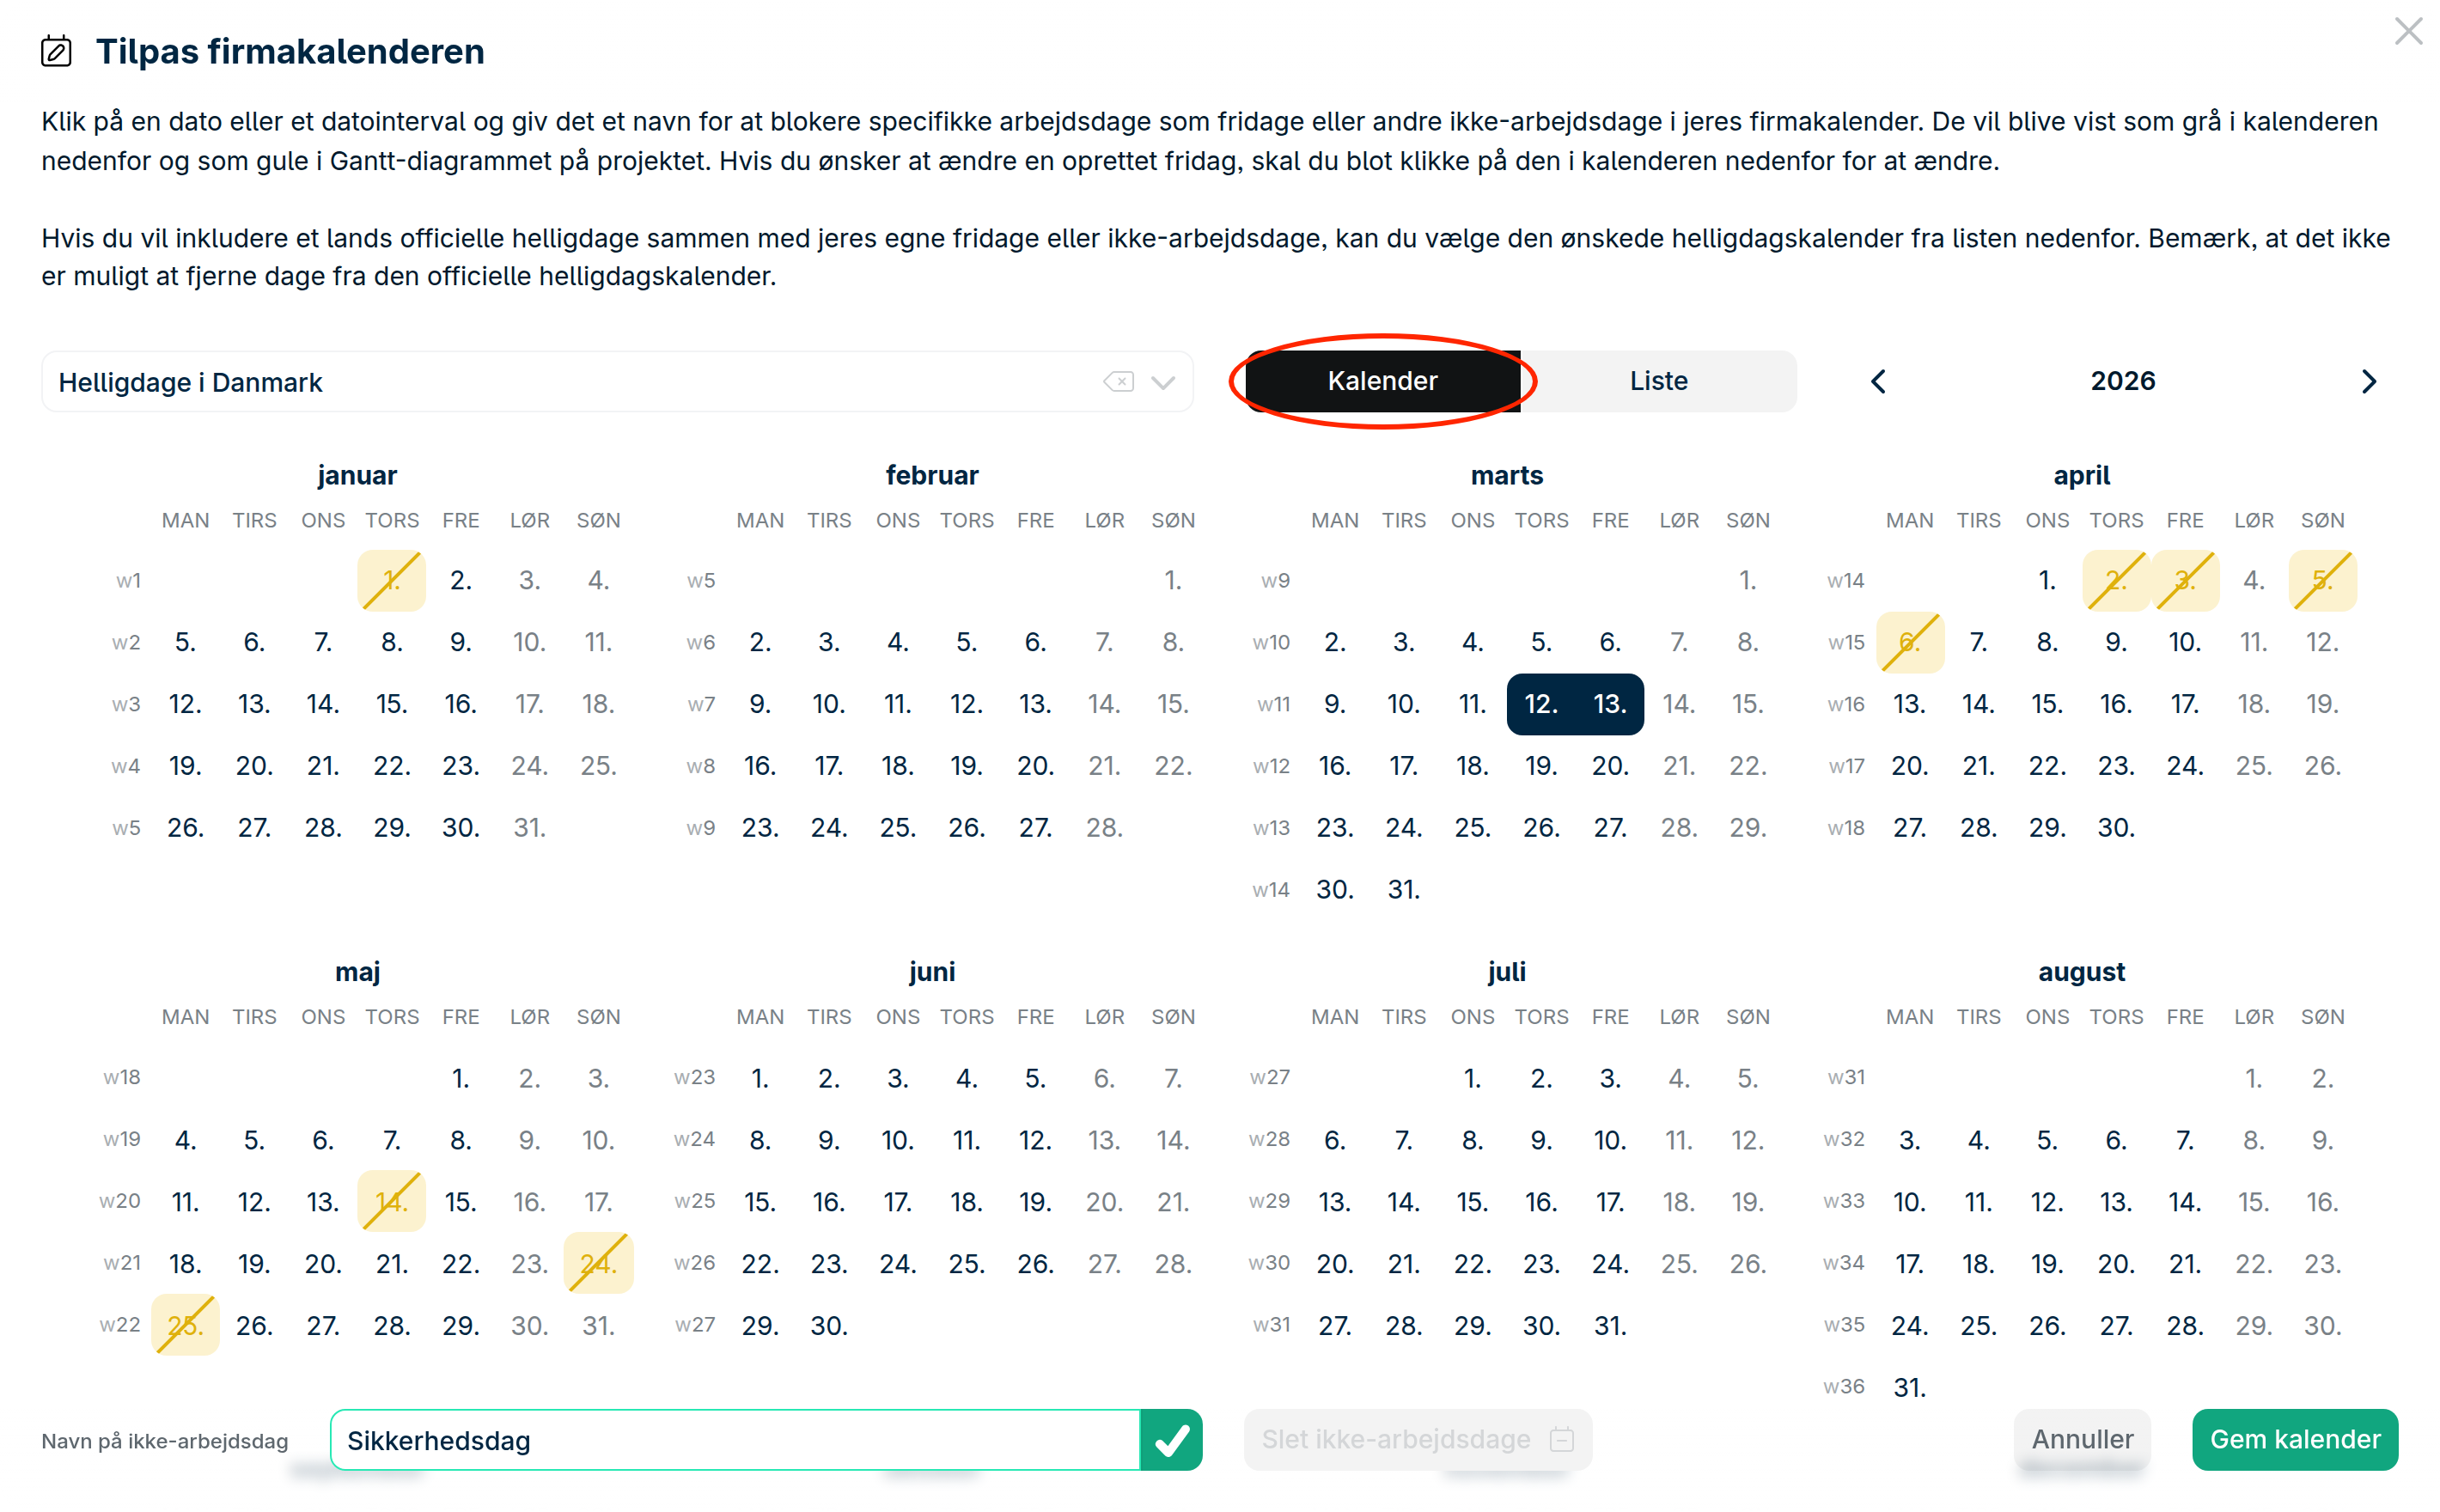 Tilpas firmakalenderen
Klik på en dato eller et datointerval og giv det et navn for at blokere specifikke arbejdsdage som fridage eller andre ikke-arbejdsdage i jeres firmakalender. De vil blive vist som grå i kalenderen
nedenfor og som gule i Gantt-diagrammet på projektet. Hvis du ønsker at ændre en oprettet fridag, skal du blot klikke på den i kalenderen nedenfor for at ændre.
Hvis du vil inkludere et lands officielle helligdage sammen med jeres egne fridage eller ikke-arbejdsdage, kan du vælge den ønskede helligdagskalender fra listen nedenfor. Bemærk, at det ikke
er muligt at fjerne dage fra den officielle helligdagskalender.
Helligdage i Danmark Kalender Liste 2026
januar
MAN TIRS ONS TORS FRE LØR SØN
w1 1. 2. 3. 4.
w2 5. 6. 7. 8. 9. 10. 11.
w3 12. 13. 14. 15. 16. 17. 18.
w4 19. 20. 21. 22. 23. 24. 25.
w5 26. 27. 28. 29. 30. 31.
februar
MAN TIRS ONS TORS FRE LØR SØN
w5 1.
w6 2. 3. 4. 5. 6. 7. 8.
w7 9. 10. 11. 12. 13. 14. 15.
w8 16. 17. 18. 19. 20. 21. 22.
w9 23. 24. 25. 26. 27. 28.
marts
MAN TIRS ONS TORS FRE LØR SØN
w9 1.
w10 2. 3. 4. 5. 6. 7. 8.
w11 9. 10. 11. 12. 13. 14. 15.
w12 16. 17. 18. 19. 20. 21. 22.
w13 23. 24. 25. 26. 27. 28. 29.
w14 30. 31.
april
MAN TIRS ONS TORS FRE LØR SØN
w14 1. 2. 3. 4. 5.
w15 6. 7. 8. 9. 10. 11. 12.
w16 13. 14. 15. 16. 17. 18. 19.
w17 20. 21. 22. 23. 24. 25. 26.
w18 27. 28. 29. 30.
maj
MAN TIRS ONS TORS FRE LØR SØN
w18 1. 2. 3.
w19 4. 5. 6. 7. 8. 9. 10.
w20 11. 12. 13. 14. 15. 16. 17.
w21 18. 19. 20. 21. 22. 23. 24.
w22 25. 26. 27. 28. 29. 30. 31.
juni
MAN TIRS ONS TORS FRE LØR SØN
w23 1. 2. 3. 4. 5. 6. 7.
w24 8. 9. 10. 11. 12. 13. 14.
w25 15. 16. 17. 18. 19. 20. 21.
w26 22. 23. 24. 25. 26. 27. 28.
w27 29. 30.
juli
MAN TIRS ONS TORS FRE LØR SØN
w27 1. 2. 3. 4. 5.
w28 6. 7. 8. 9. 10. 11. 12.
w29 13. 14. 15. 16. 17. 18. 19.
w30 20. 21. 22. 23. 24. 25. 26.
w31 27. 28. 29. 30. 31.
august
MAN TIRS ONS TORS FRE LØR SØN
w31 1. 2.
w32 3. 4. 5. 6. 7. 8. 9.
w33 10. 11. 12. 13. 14. 15. 16.
w34 17. 18. 19. 20. 21. 22. 23.
w35 24. 25. 26. 27. 28. 29. 30.
w36 31.
Navn på ikke-arbejdsdag Sikkerhedsdag Slet ikke-arbejdsdage Annuller Gem kalender